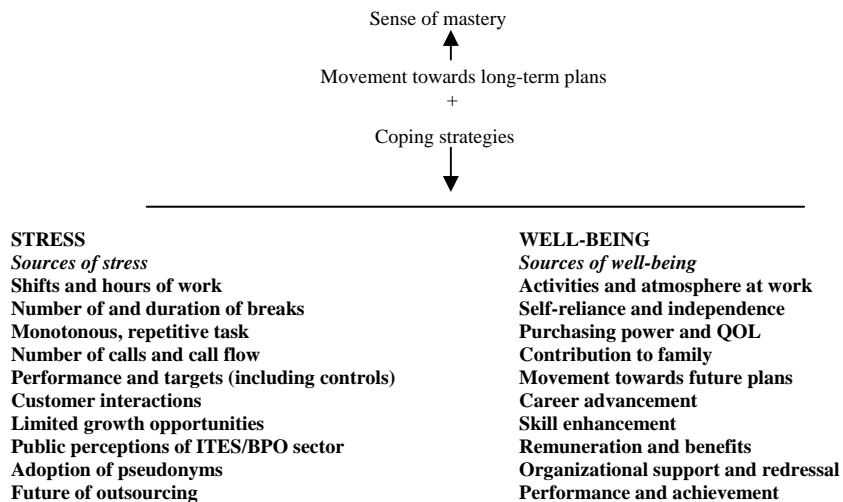 Sense of mastery
Movement towards long-term plans
+
Coping strategies
STRESS
Sources of stress
Shifts and hours of work
Number of and duration of breaks
Monotonous, repetitive task
Number of calls and call flow
Performance and targets (including controls)
Customer interactions
Limited growth opportunities
Public perceptions of ITES/BPO sector
Adoption of pseudonyms
Future of outsourcing
WELL-BEING
Sources of well-being
Activities and atmosphere at work
Self-reliance and independence
Purchasing power and QOL
Contribution to family
Movement towards future plans
Career advancement
Skill enhancement
Remuneration and benefits
Organizational support and redressal
Performance and achievement